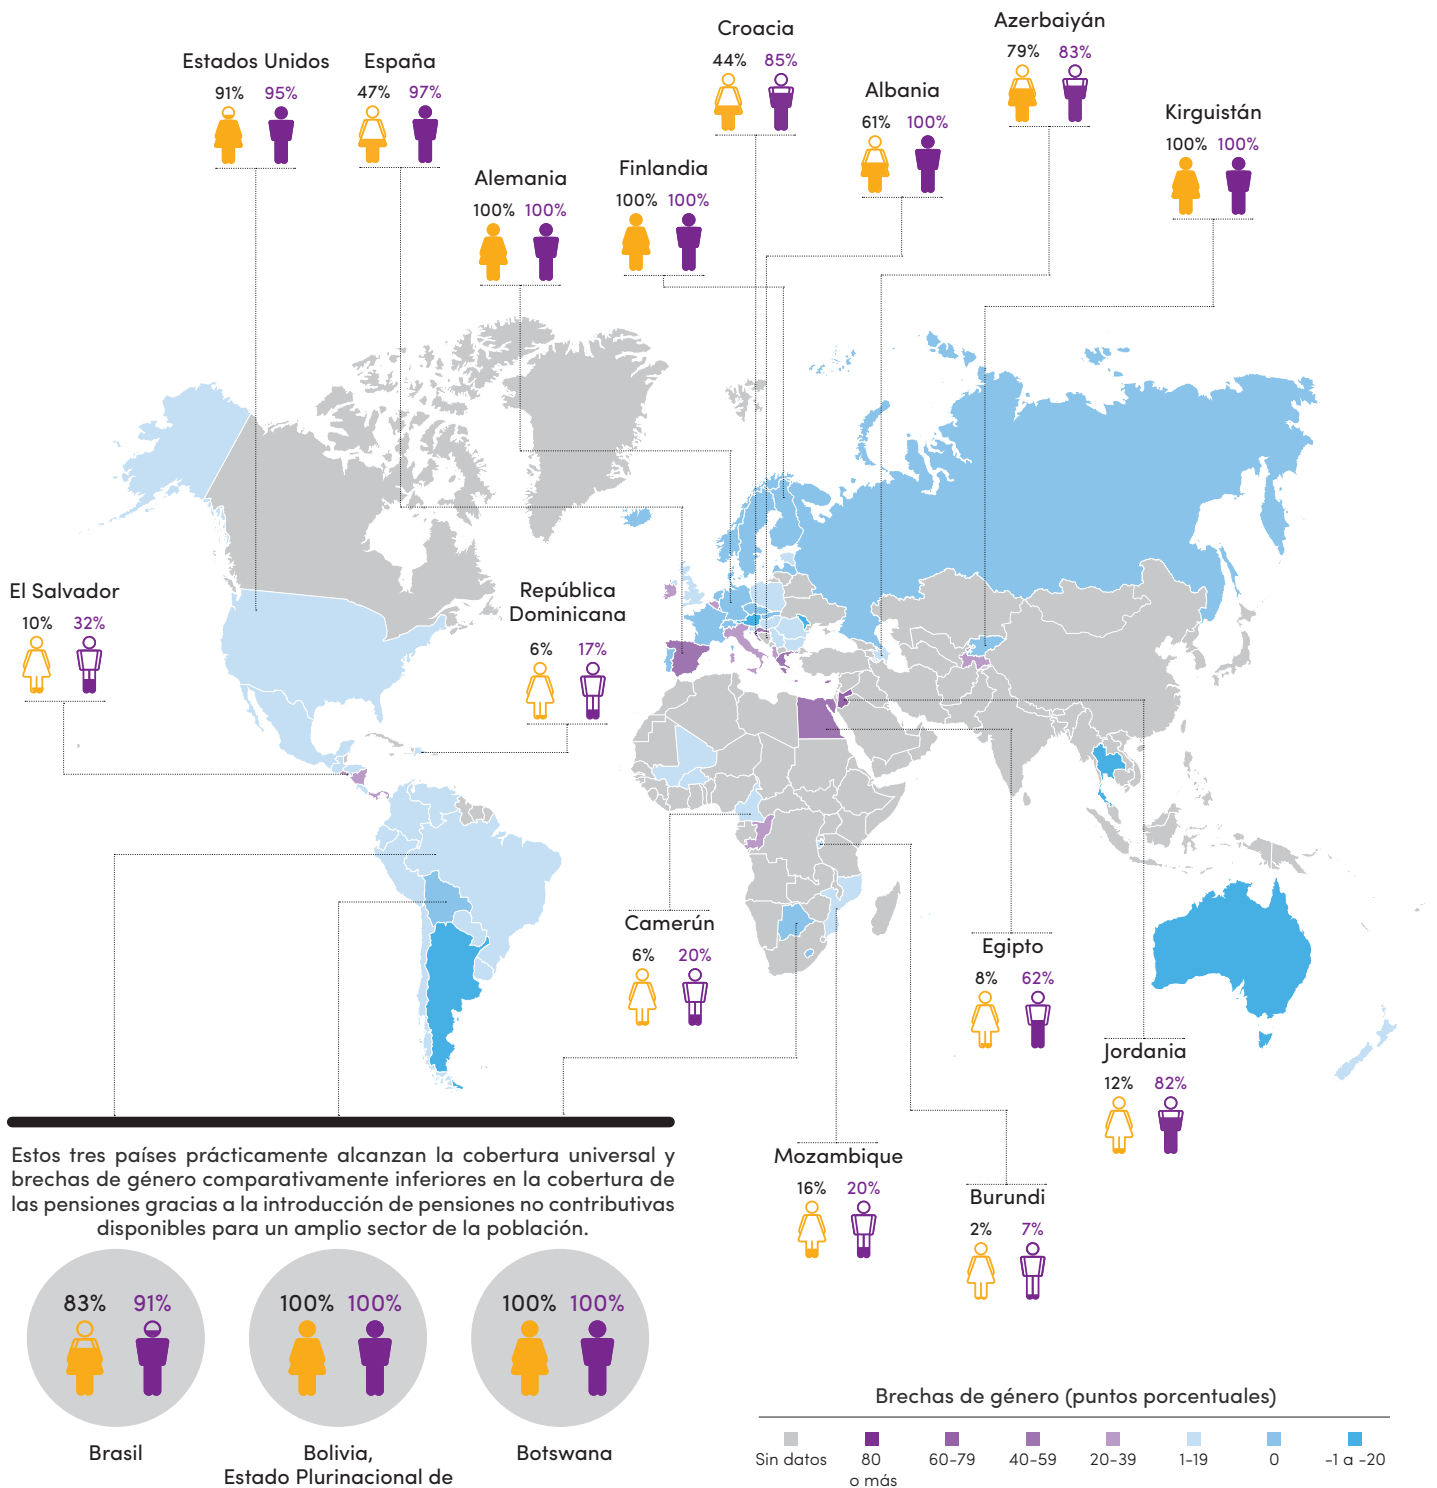 Croacia
44% 85%
Azerbaiyán
79% 83%
Estados Unidos
91% 95%
España
47% 97%
Albania
61% 100%
Kirguistán
100% 100%
Alemania
100% 100%
Finlandia
100% 100%
El Salvador
10% 32%
República
Dominicana
6% 17%
Camerún
6% 20%
Egipto
8% 62%
Jordania
12% 82%
Mozambique
16% 20%
Burundi
2% 7%
Estos tres países prácticamente alcanzan la cobertura universal y
brechas de género comparativamente inferiores en la cobertura de
las pensiones gracias a la introducción de pensiones no contributivas
disponibles para un amplio sector de la población.
83% 91%
Brasil
100% 100%
Bolivia,
Estado Plurinacional de
100% 100%
Botswana
Brechas de género (puntos porcentuales)
Sin datos
80
o más
60-79
40-59
20-39
1-19
0
-1 a -20